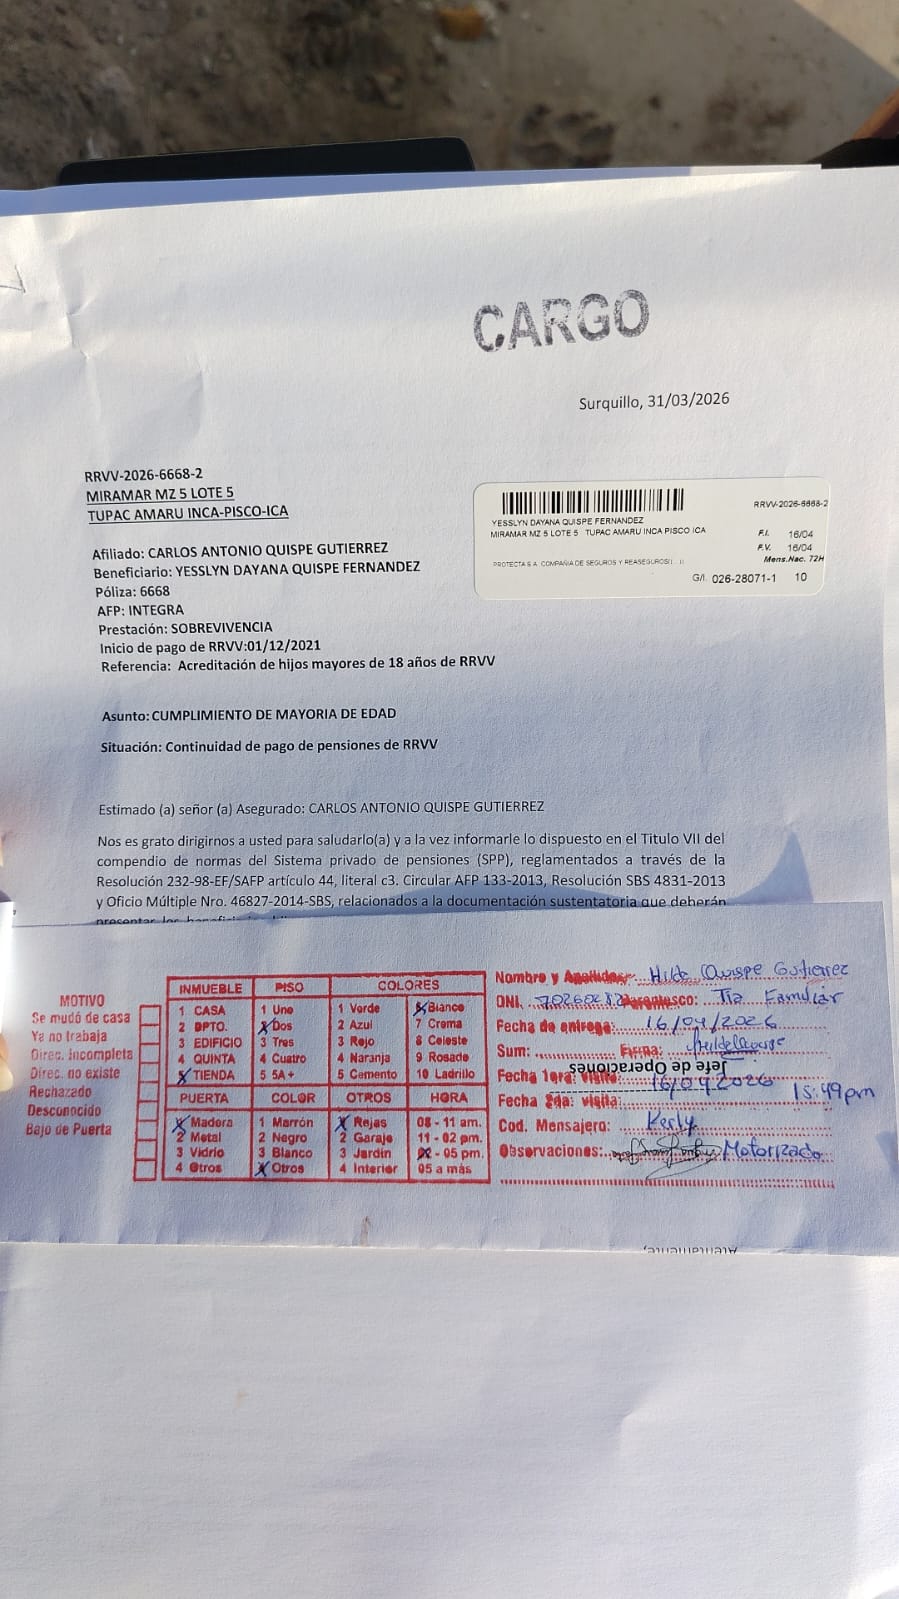 CARGO
Surquillo, 31/03/2026
RRVV-2026-6668-2
MIRAMAR MZ 5 LOTE 5
TUPAC AMARU INCA-PISCO-ICA
RRVV-2026-6668-2
YESSLYN DAYANA QUISPE FERNANDEZ
MIRAMAR MZ 5 LOTE 5 TUPAC AMARU INCA PISCO ICA
F.I. 16/04
F.V. 16/04
Mens.Nac. 72H
PROTECTA S.A. COMPAÑIA DE SEGUROS Y REASEGUROS
G/I. 026-28071-1 10
Afiliado: CARLOS ANTONIO QUISPE GUTIERREZ
Beneficiario: YESSLYN DAYANA QUISPE FERNANDEZ
Póliza: 6668
AFP: INTEGRA
Prestación: SOBREVIVENCIA
Inicio de pago de RRVV:01/12/2021
Referencia: Acreditación de hijos mayores de 18 años de RRVV
Asunto: CUMPLIMIENTO DE MAYORIA DE EDAD
Situación: Continuidad de pago de pensiones de RRVV
Estimado (a) señor (a) Asegurado: CARLOS ANTONIO QUISPE GUTIERREZ
Nos es grato dirigirnos a usted para saludarlo(a) y a la vez informarle lo dispuesto en el Titulo VII del
compendio de normas del Sistema privado de pensiones (SPP), reglamentados a través de la
Resolución 232-98-EF/SAFP artículo 44, literal c3. Circular AFP 133-2013, Resolución SBS 4831-2013
y Oficio Múltiple Nro. 46827-2014-SBS, relacionados a la documentación sustentatoria que deberán
presentar los
MOTIVO
Se mudó de casa
Ya no trabaja
Direc. incompleta
Direc. no existe
Rechazado
Desconocido
Bajo de Puerta
INMUEBLE PISO COLORES
1 CASA 1 Uno 1 Verde 6 Blanco
2 DPTO. 2 Dos 2 Azul 7 Crema
3 EDIFICIO 3 Tres 3 Rojo 8 Celeste
4 QUINTA 4 Cuatro 4 Naranja 9 Rosado
5 TIENDA 5 5A+ 5 Cemento 10 Ladrillo
PUERTA COLOR OTROS HORA
1 Madera 1 Marrón 1 Rejas 08 - 11 am.
2 Metal 2 Negro 2 Garaje 11 - 02 pm.
3 Vidrio 3 Blanco 3 Jardin 02 - 05 pm.
4 Otros 4 Otros 4 Interior 05 a más
Nombre y Apellidos: Hilda Quispe Gutierrez
DNI. Parentesco: Tia Familiar
Fecha de entrega: 16/04/2026
Sum: Firma:
Jefe de Operaciones
Fecha 1era: visita: 16/04/2026 15:49pm
Fecha 2da: visita:
Cod. Mensajero: Kerly
Observaciones: Motorizado
Atentamente,